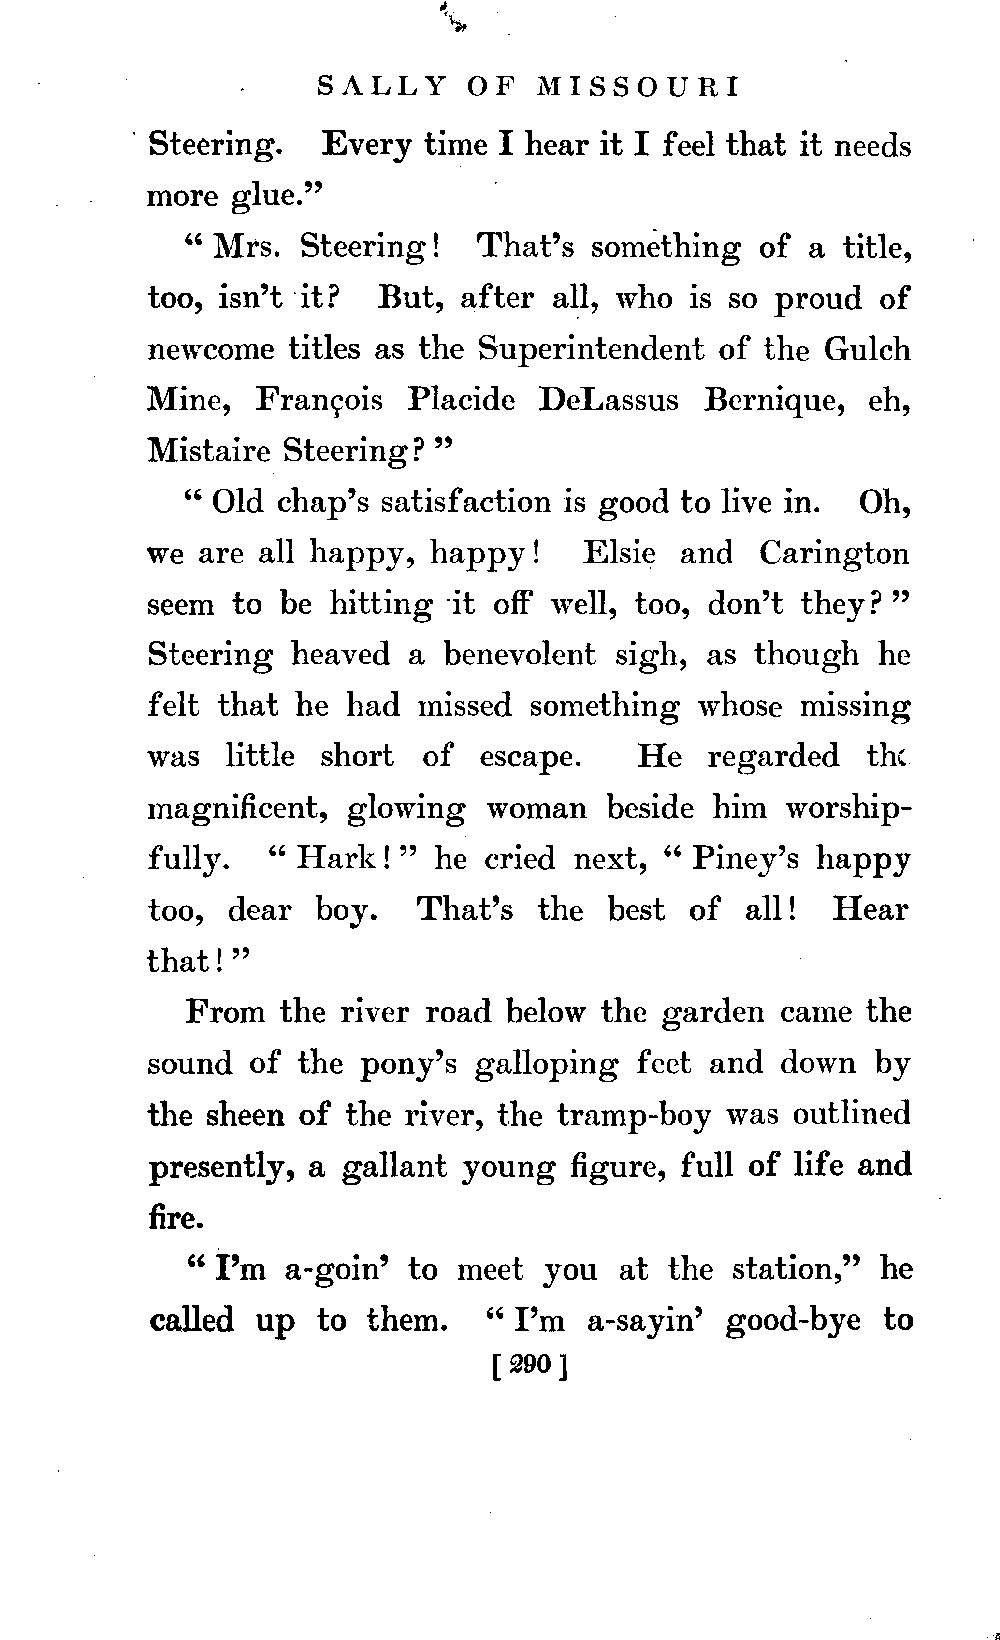 SALLY OF MISSOURI
Steering. Every time I hear it I feel that it needs
more glue.”
“ Mrs. Steering! That’s something of a title,
too, isn’t it? But, after all, who is so proud of
newcome titles as the Superintendent of the Gulch
Mine, François Placide DeLassus Bernique, eh,
Mistaire Steering? ”
“ Old chap’s satisfaction is good to live in. Oh,
we are all happy, happy! Elsie and Carington
seem to be hitting it off well, too, don’t they? ”
Steering heaved a benevolent sigh, as though he
felt that he had missed something whose missing
was little short of escape. He regarded the
magnificent, glowing woman beside him worship-
fully. “ Hark! ” he cried next, “ Piney’s happy
too, dear boy. That’s the best of all! Hear
that! ”
From the river road below the garden came the
sound of the pony’s galloping feet and down by
the sheen of the river, the tramp-boy was outlined
presently, a gallant young figure, full of life and
fire.
“ I’m a-goin’ to meet you at the station,” he
called up to them. “ I’m a-sayin’ good-bye to
[ 290 ]